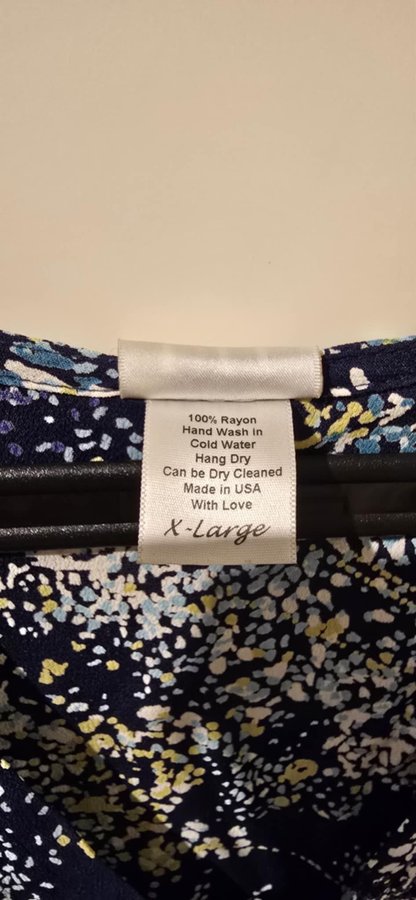 100% Rayon
Hand Wash in
Cold Water
Hang Dry
Can be Dry Cleaned
Made in USA
With Love
X-Large